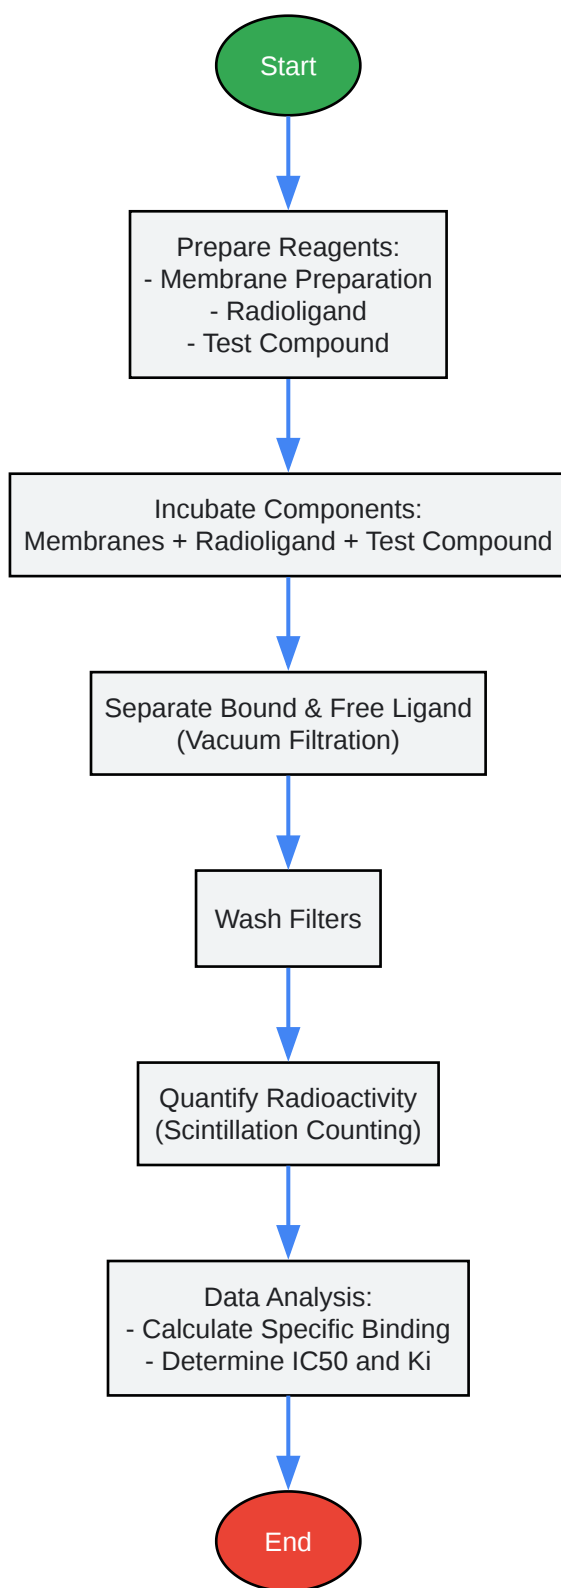 Start
Prepare Reagents:
- Membrane Preparation
- Radioligand
- Test Compound
Incubate Components:
Membranes + Radioligand + Test Compound
Separate Bound & Free Ligand
(Vacuum Filtration)
Wash Filters
Quantify Radioactivity
(Scintillation Counting)
Data Analysis:
- Calculate Specific Binding
- Determine IC50 and Ki
End